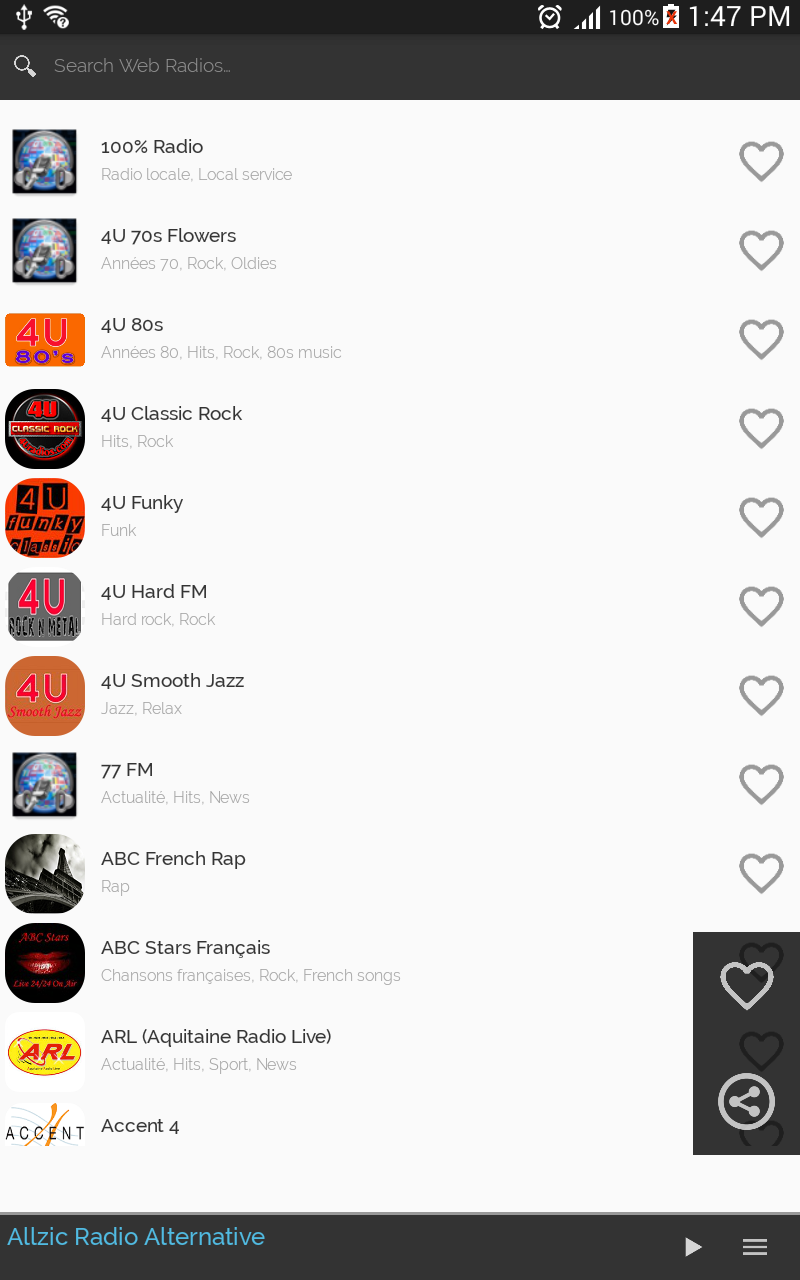 100% 1:47 PM
Search Web Radios...
100% Radio
Radio locale, Local service
4U 70s Flowers
Années 70, Rock, Oldies
4U
80's
4U 80s
Années 80, Hits, Rock, 80s music
4U
CLASSIC ROCK
4U Classic Rock
Hits, Rock
4U
funky
classic
4U Funky
Funk
4U
ROCK N METAL
4U Hard FM
Hard rock, Rock
4U
Smooth Jazz
4U Smooth Jazz
Jazz, Relax
77 FM
Actualité, Hits, News
ABC French Rap
Rap
ABC Stars
Live 24/24 On Air
ABC Stars Français
Chansons françaises, Rock, French songs
ARL
Aquitaine Radio Live
ARL (Aquitaine Radio Live)
Actualité, Hits, Sport, News
ACCENT
Accent 4
Allzic Radio Alternative